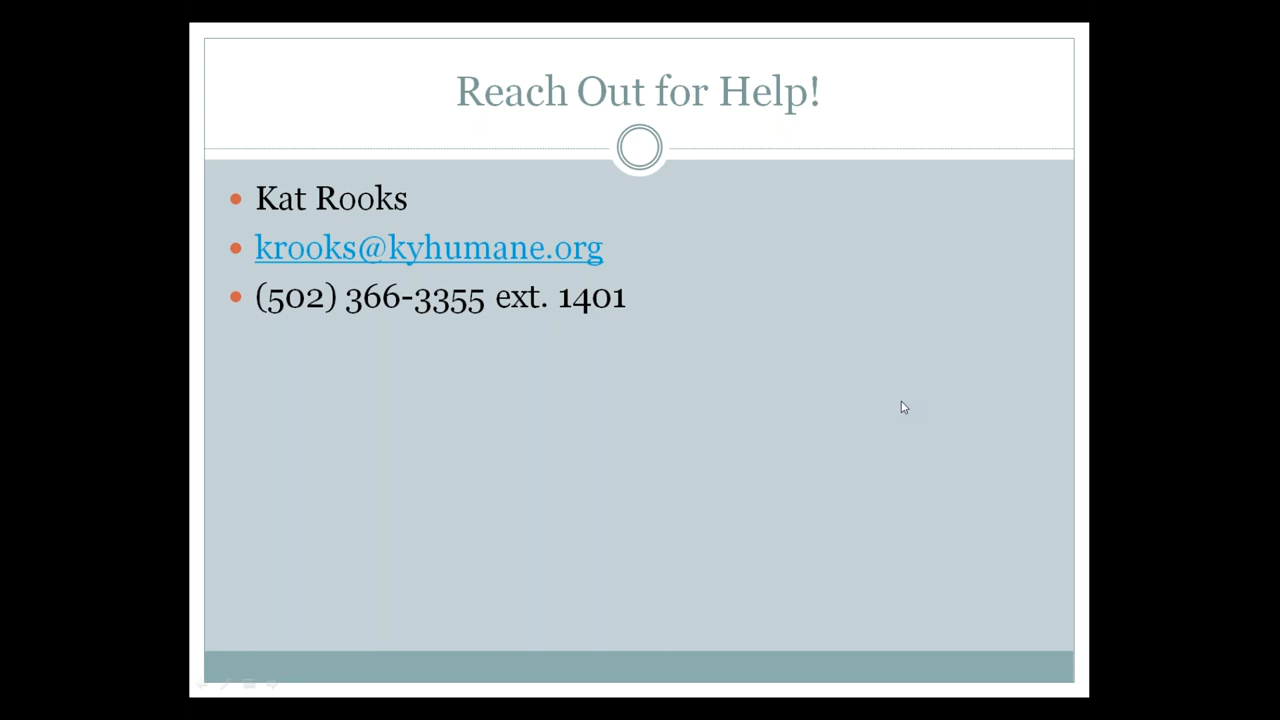 Reach Out for Help!
Kat Rooks
krooks@kyhumane.org
(502) 366-3355 ext. 1401